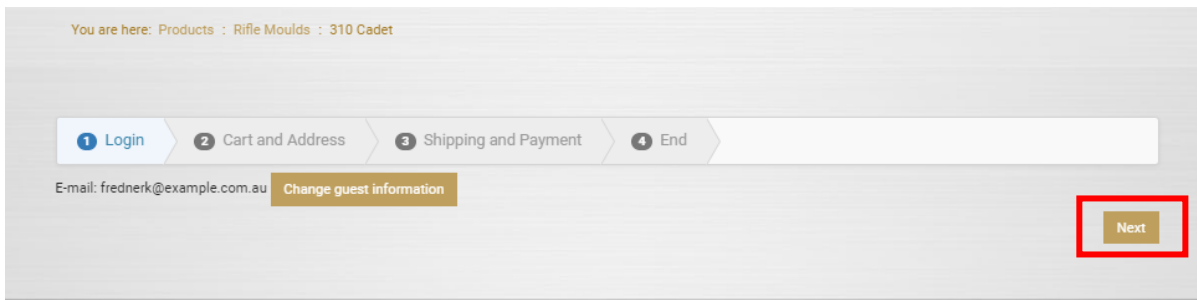 You are here: Products : Rifle Moulds : 310 Cadet
1 Login 2 Cart and Address 3 Shipping and Payment 4 End
E-mail: frednerk@example.com.au Change guest information
Next